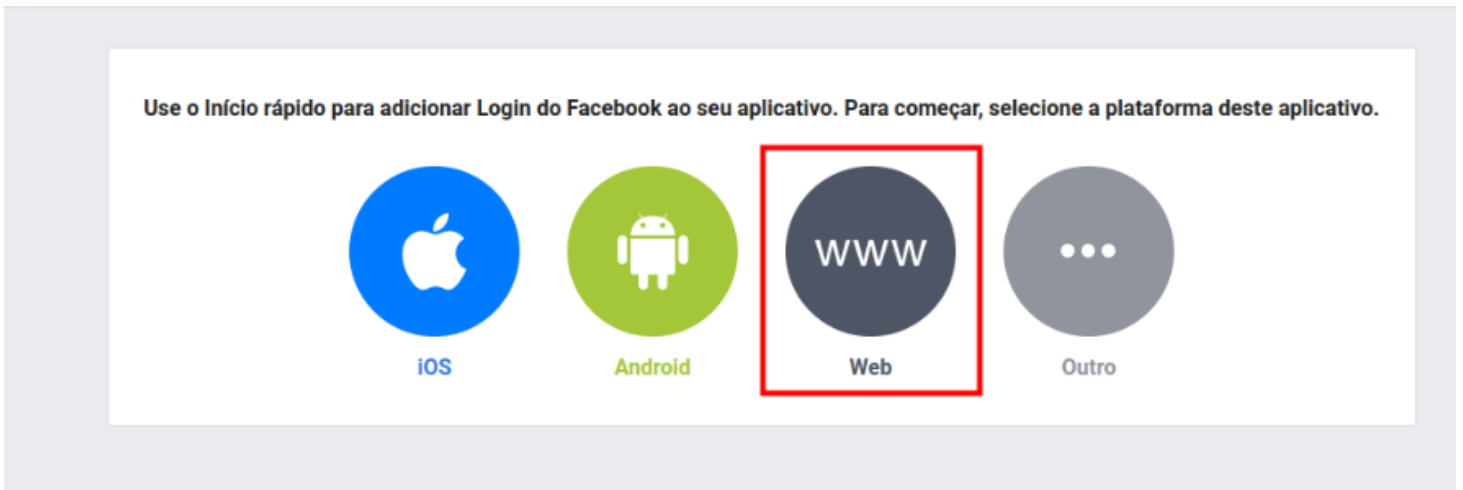 Use o Início rápido para adicionar Login do Facebook ao seu aplicativo. Para começar, selecione a plataforma deste aplicativo.
www
iOS
Android
Web
Outro